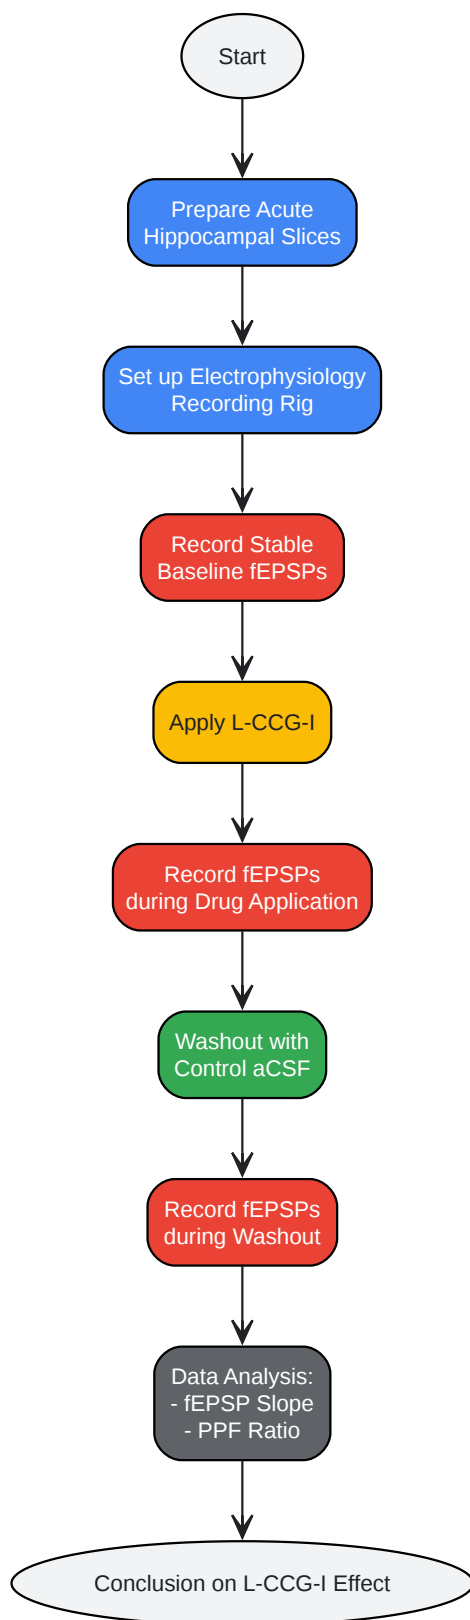 Start
Prepare Acute
Hippocampal Slices
Set up Electrophysiology
Recording Rig
Record Stable
Baseline fEPSPs
Apply L-CCG-I
Record fEPSPs
during Drug Application
Washout with
Control aCSF
Record fEPSPs
during Washout
Data Analysis:
- fEPSP Slope
- PPF Ratio
Conclusion on L-CCG-I Effect